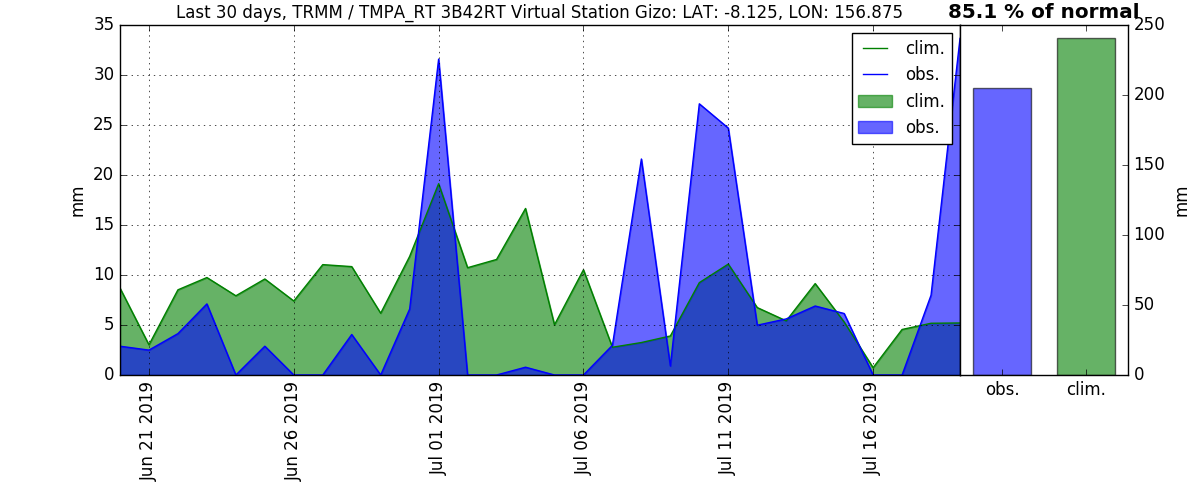 Last 30 days, TRMM / TMPA_RT 3B42RT Virtual Station Gizo: LAT: -8.125, LON: 156.875
85.1 % of normal
35
30
25
20
15
10
5
0
mm
clim.
obs.
clim.
obs.
Jun 21 2019
Jun 26 2019
Jul 01 2019
Jul 06 2019
Jul 11 2019
Jul 16 2019
250
200
150
100
50
0
mm
obs.
clim.